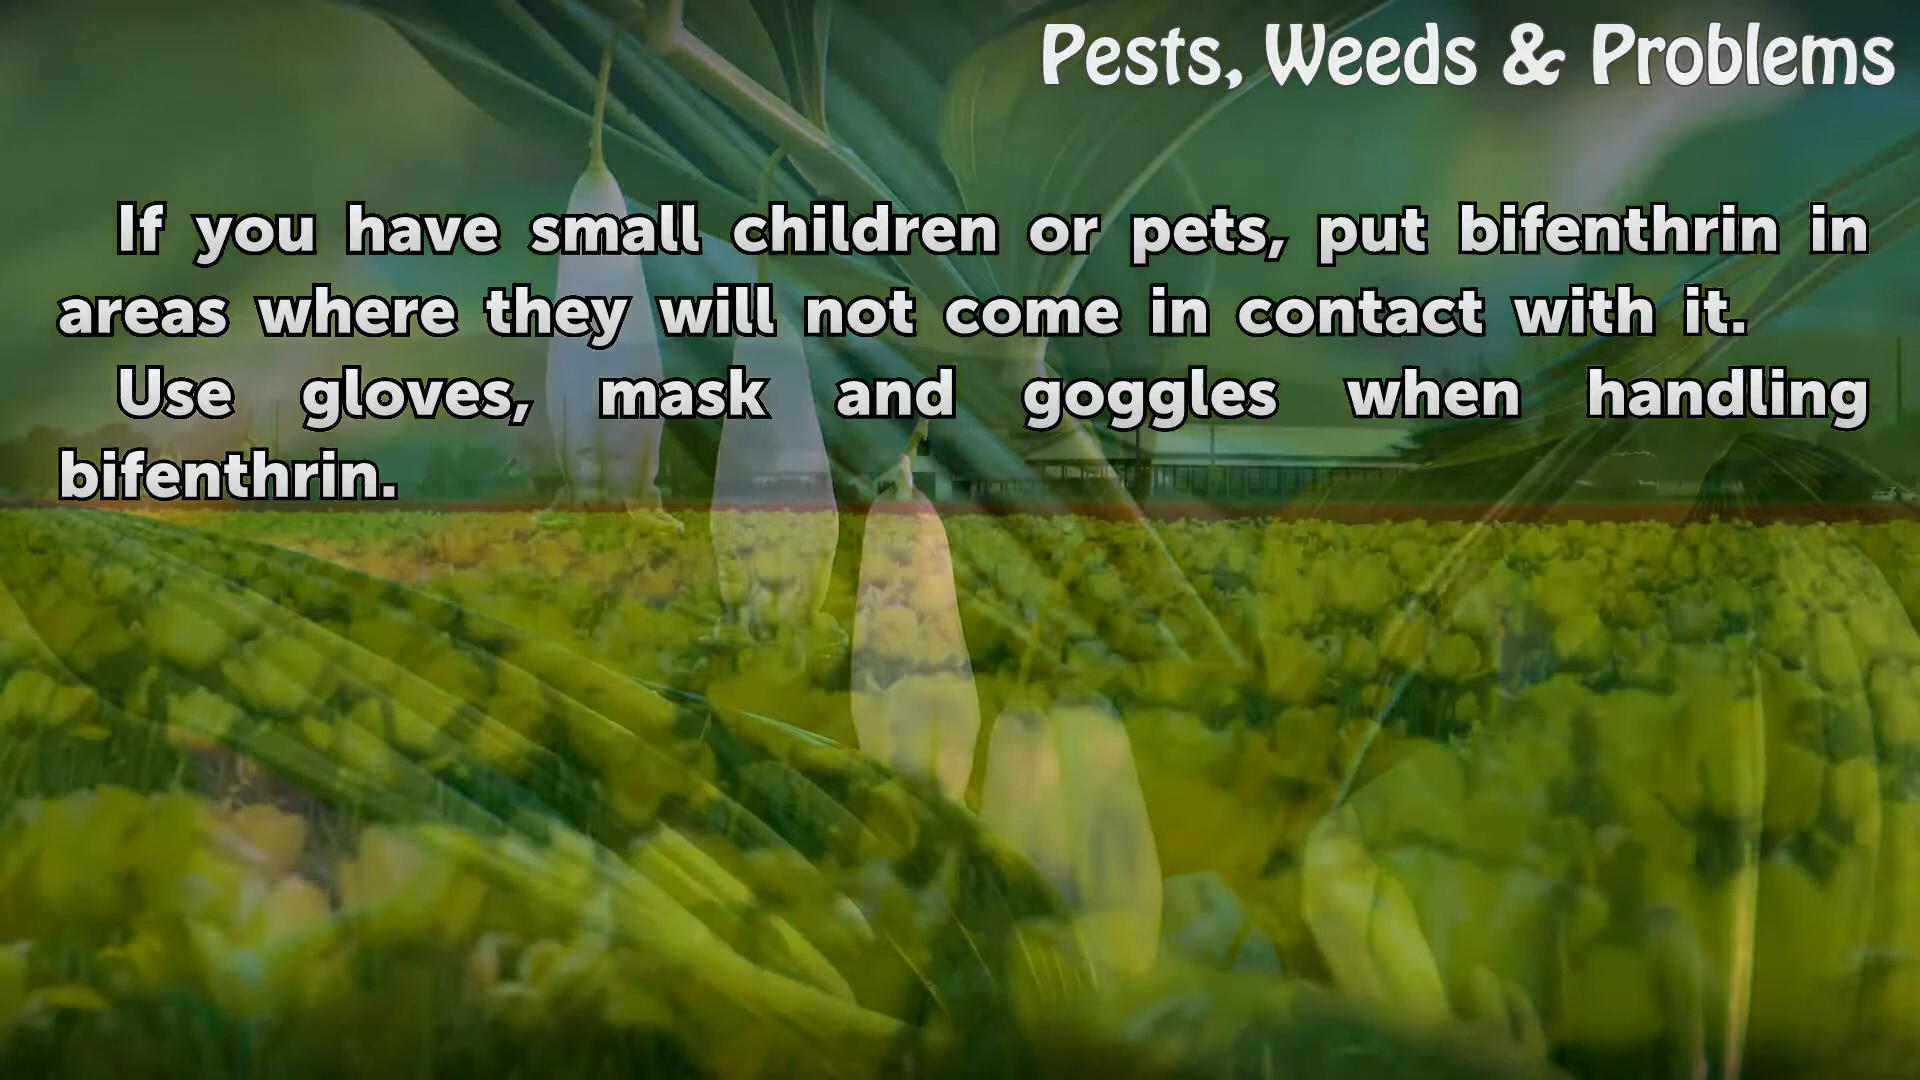 Pests, Weeds & Problems
If you have small children or pets, put bifenthrin in
areas where they will not come in contact with it.
Use gloves, mask and goggles when handling
bifenthrin.